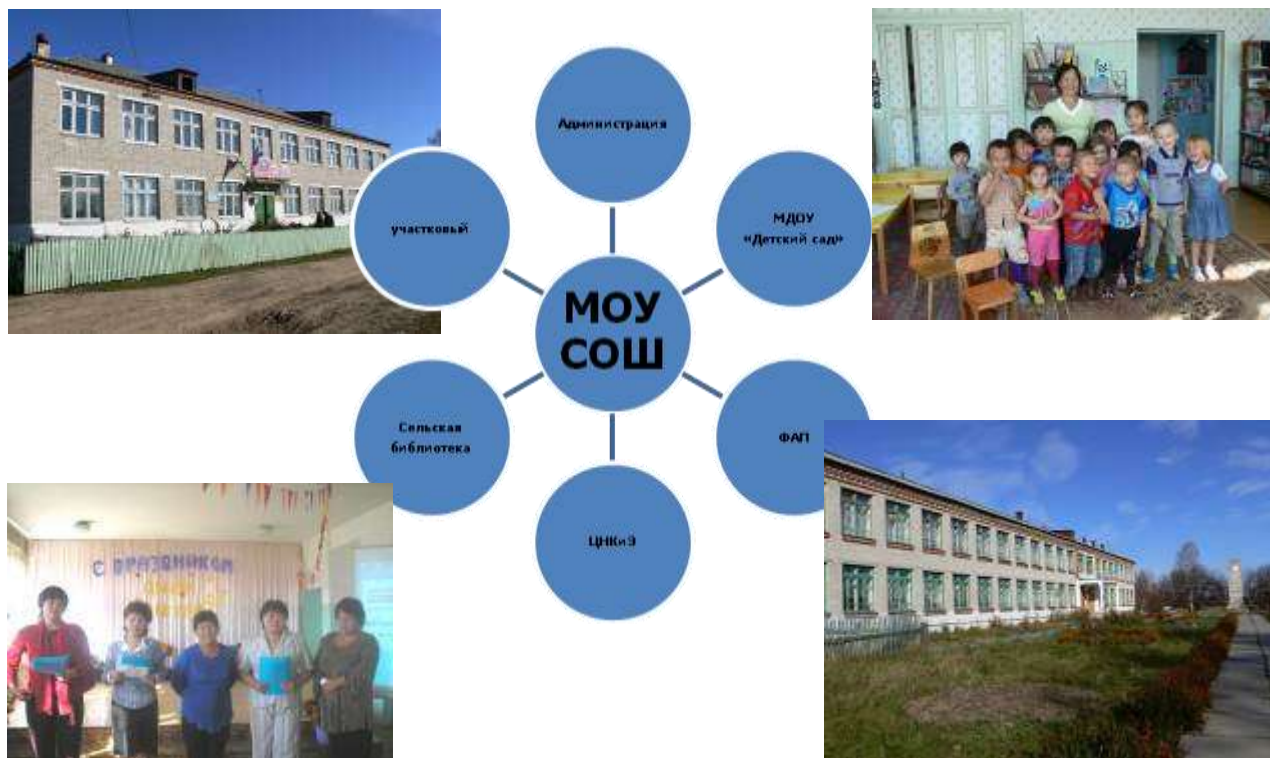 Администрация
участковый
МДОУ
«Детский сад»
МОУ
СОШ
Сельская
библиотека
ФАП
ЦНКиЭ
С ПРАЗДНИКОМ